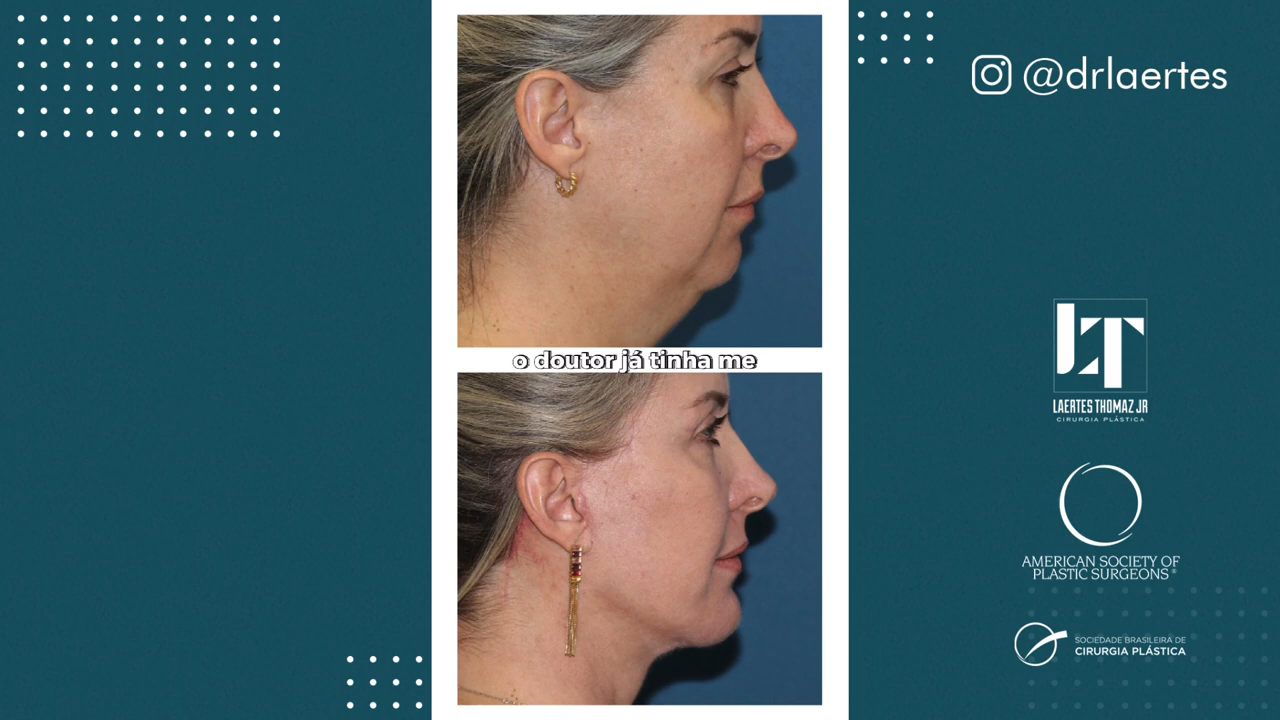 @drlaertes
o doutor já tinha me
LT
LAERTES THOMAZ JR
CIRURGIA PLÁSTICA
AMERICAN SOCIETY OF
PLASTIC SURGEONS®
SOCIEDADE BRASILEIRA DE
CIRURGIA PLÁSTICA